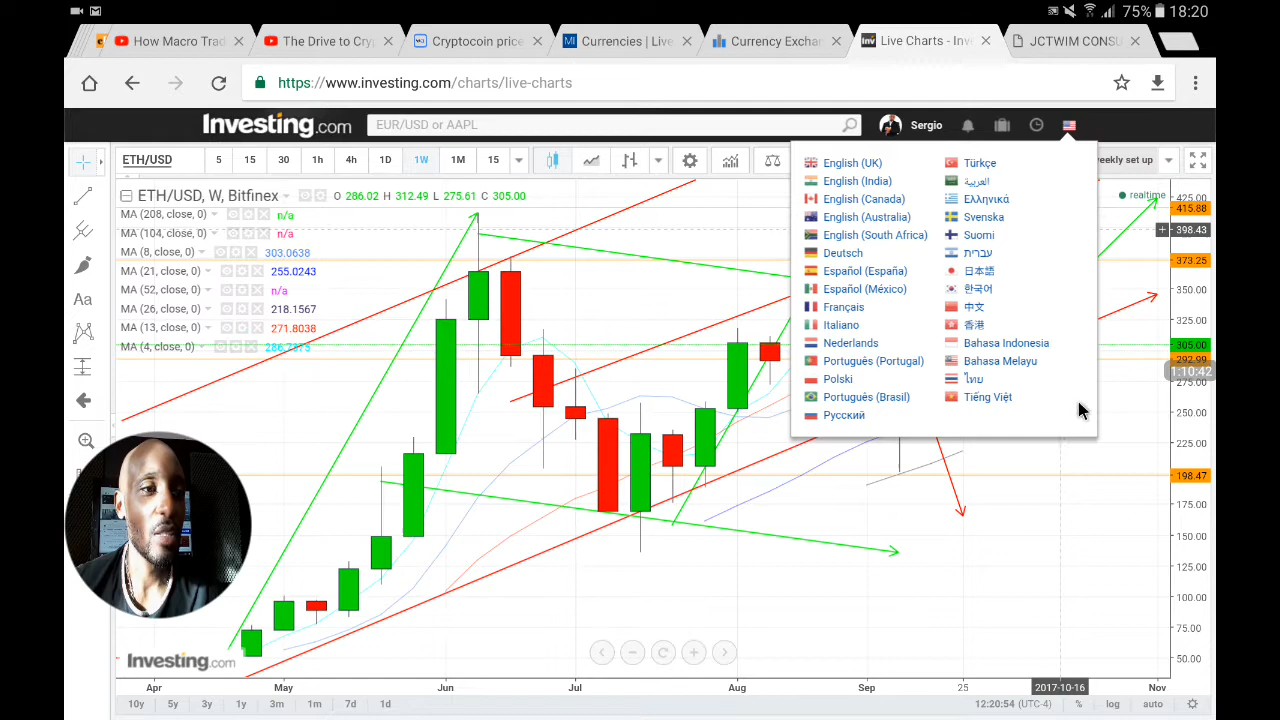 75% 18:20
How Macro Trad
The Drive to Cry
Cryptocoin price
Currencies | Live
Currency Exchan
Live Charts - Inve
JCTWIM CONSU
https://www.investing.com/charts/live-charts
Investing.com
EUR/USD or AAPL
Sergio
ETH/USD
5 15 30 1h 4h 1D 1W 1M 15
weekly set up
ETH/USD, W, Bitfinex
O 286.02 H 312.49 L 275.61 C 305.00
MA (208, close, 0) n/a
MA (104, close, 0) n/a
MA (8, close, 0) 303.0638
MA (21, close, 0) 255.0243
MA (52, close, 0) n/a
MA (26, close, 0) 218.1567
MA (13, close, 0) 271.8038
MA (4, close, 0) 286.7375
Aa
English (UK)
English (India)
English (Canada)
English (Australia)
English (South Africa)
Deutsch
Español (España)
Español (México)
Français
Italiano
Nederlands
Português (Portugal)
Polski
Português (Brasil)
Русский
Türkçe
العربية
Ελληνικά
Svenska
Suomi
עברית
日本語
한국어
中文
香港
Bahasa Indonesia
Bahasa Melayu
ไทย
Tiếng Việt
realtime
425.00
415.88
398.43
373.25
350.00
325.00
305.00
292.99
1:10:42
275.00
250.00
225.00
198.47
175.00
150.00
125.00
100.00
75.00
50.00
Investing.com
Apr May Jun Jul Aug Sep 25 2017-10-16 Nov
10y 5y 3y 1y 3m 1m 7d 1d
12:20:54 (UTC-4) % log auto